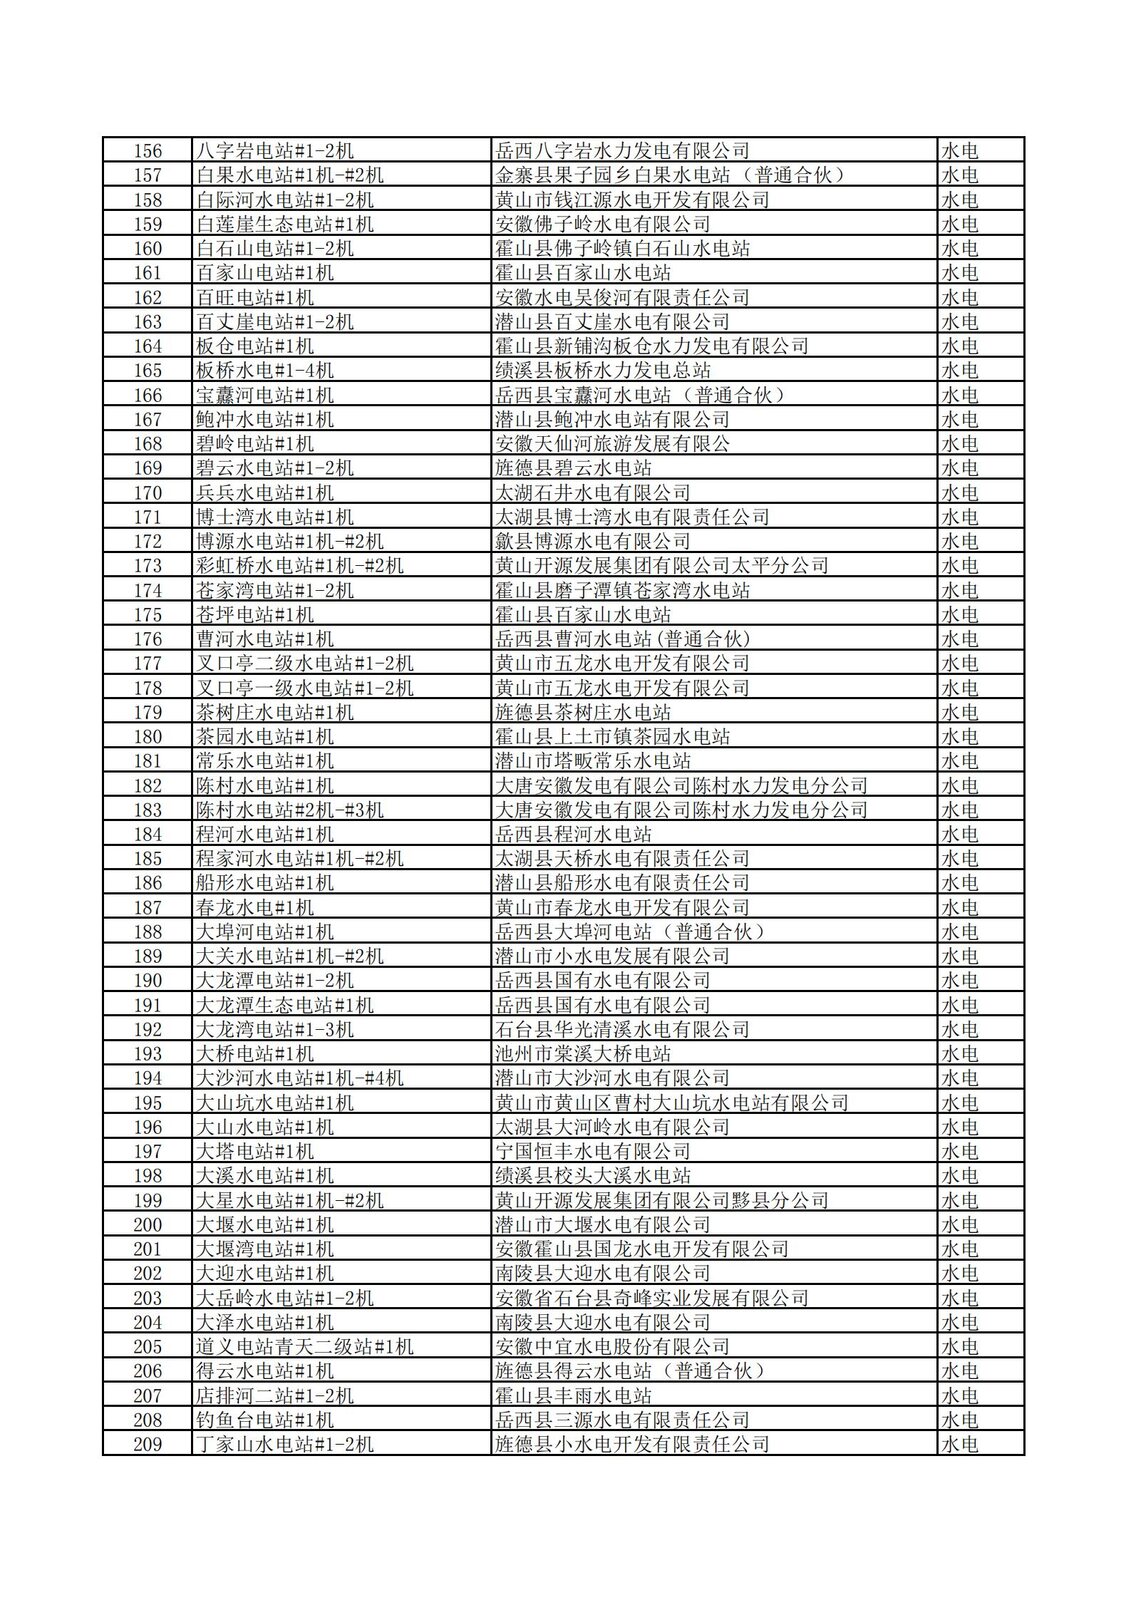 156 八字岩电站#1-2机 岳西八字岩水力发电有限公司 水电
157 白果水电站#1机-#2机 金寨县果子园乡白果水电站（普通合伙） 水电
158 白际河水电站#1-2机 黄山市钱江源水电开发有限公司 水电
159 白莲崖生态电站#1机 安徽佛子岭水电有限公司 水电
160 白石山电站#1-2机 霍山县佛子岭镇白石山水电站 水电
161 百家山电站#1机 霍山县百家山水电站 水电
162 百旺电站#1机 安徽水电吴俊河有限责任公司 水电
163 百丈崖电站#1-2机 潜山县百丈崖水电有限公司 水电
164 板仓电站#1机 霍山县新铺沟板仓水力发电有限公司 水电
165 板桥水电#1-4机 绩溪县板桥水力发电总站 水电
166 宝纛河电站#1机 岳西县宝纛河水电站（普通合伙） 水电
167 鲍冲水电站#1机 潜山县鲍冲水电站有限公司 水电
168 碧岭电站#1机 安徽天仙河旅游发展有限公 水电
169 碧云水电站#1-2机 旌德县碧云水电站 水电
170 兵兵水电站#1机 太湖石井水电有限公司 水电
171 博士湾水电站#1机 太湖县博士湾水电有限责任公司 水电
172 博源水电站#1机-#2机 歙县博源水电有限公司 水电
173 彩虹桥水电站#1机-#2机 黄山开源发展集团有限公司太平分公司 水电
174 苍家湾电站#1-2机 霍山县磨子潭镇苍家湾水电站 水电
175 苍坪电站#1机 霍山县百家山水电站 水电
176 曹河水电站#1机 岳西县曹河水电站(普通合伙) 水电
177 叉口亭二级水电站#1-2机 黄山市五龙水电开发有限公司 水电
178 叉口亭一级水电站#1-2机 黄山市五龙水电开发有限公司 水电
179 茶树庄水电站#1机 旌德县茶树庄水电站 水电
180 茶园水电站#1机 霍山县上土市镇茶园水电站 水电
181 常乐水电站#1机 潜山市塔畈常乐水电站 水电
182 陈村水电站#1机 大唐安徽发电有限公司陈村水力发电分公司 水电
183 陈村水电站#2机-#3机 大唐安徽发电有限公司陈村水力发电分公司 水电
184 程河水电站#1机 岳西县程河水电站 水电
185 程家河水电站#1机-#2机 太湖县天桥水电有限责任公司 水电
186 船形水电站#1机 潜山县船形水电有限责任公司 水电
187 春龙水电#1机 黄山市春龙水电开发有限公司 水电
188 大埠河电站#1机 岳西县大埠河电站（普通合伙） 水电
189 大关水电站#1机-#2机 潜山市小水电发展有限公司 水电
190 大龙潭电站#1-2机 岳西县国有水电有限公司 水电
191 大龙潭生态电站#1机 岳西县国有水电有限公司 水电
192 大龙湾电站#1-3机 石台县华光清溪水电有限公司 水电
193 大桥电站#1机 池州市棠溪大桥电站 水电
194 大沙河水电站#1机-#4机 潜山市大沙河水电有限公司 水电
195 大山坑水电站#1机 黄山市黄山区曹村大山坑水电站有限公司 水电
196 大山水电站#1机 太湖县大河岭水电有限公司 水电
197 大塔电站#1机 宁国恒丰水电有限公司 水电
198 大溪水电站#1机 绩溪县校头大溪水电站 水电
199 大星水电站#1机-#2机 黄山开源发展集团有限公司黟县分公司 水电
200 大堰水电站#1机 潜山市大堰水电有限公司 水电
201 大堰湾电站#1机 安徽霍山县国龙水电开发有限公司 水电
202 大迎水电站#1机 南陵县大迎水电有限公司 水电
203 大岳岭水电站#1-2机 安徽省石台县奇峰实业发展有限公司 水电
204 大泽水电站#1机 南陵县大迎水电有限公司 水电
205 道义电站青天二级站#1机 安徽中宜水电股份有限公司 水电
206 得云水电站#1机 旌德县得云水电站（普通合伙） 水电
207 店排河二站#1-2机 霍山县丰雨水电站 水电
208 钓鱼台电站#1机 岳西县三源水电有限责任公司 水电
209 丁家山水电站#1-2机 旌德县小水电开发有限责任公司 水电